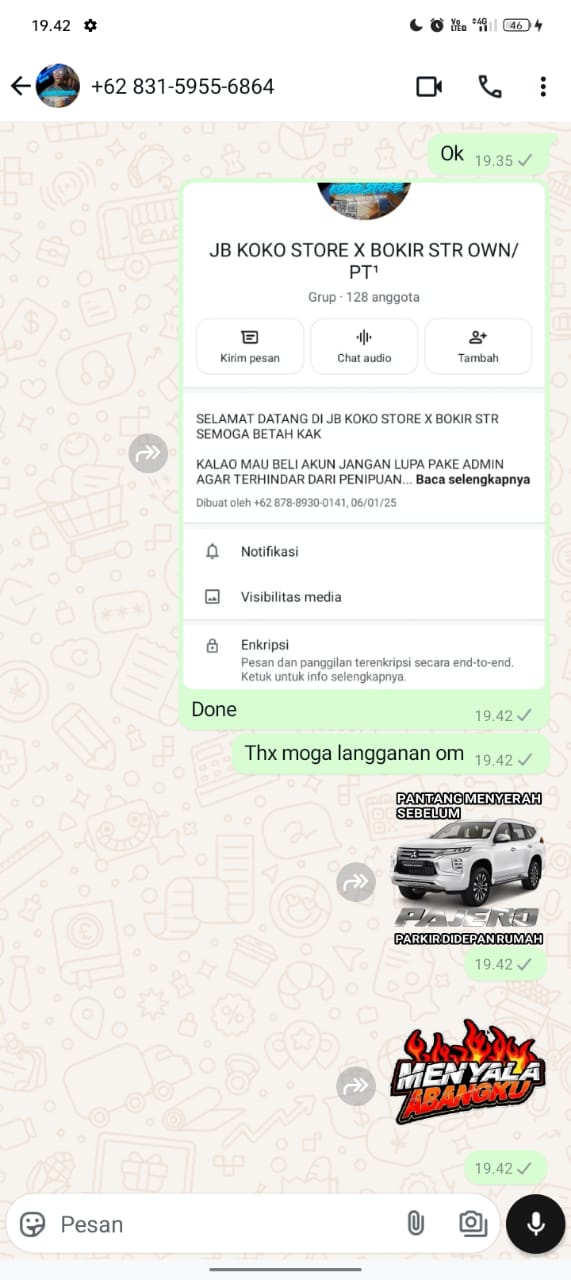 19.42
Vo
LTE
4G
46
+62 831-5955-6864
Ok
19.35
KOKO STORE
JB KOKO STORE X BOKIR STR OWN/
PT¹
Grup · 128 anggota
Kirim pesan
Chat audio
Tambah
SELAMAT DATANG DI JB KOKO STORE X BOKIR STR
SEMOGA BETAH KAK
KALAO MAU BELI AKUN JANGAN LUPA PAKE ADMIN
AGAR TERHINDAR DARI PENIPUAN... Baca selengkapnya
Dibuat oleh +62 878-8930-0141, 06/01/25
Notifikasi
Visibilitas media
Enkripsi
Pesan dan panggilan terenkripsi secara end-to-end.
Ketuk untuk info selengkapnya.
Done
19.42
Thx moga langganan om
19.42
PANTANG MENYERAH
SEBELUM
PAJERO
PARKIR DIDEPAN RUMAH
19.42
MENYALA
ABANGKU
19.42
Pesan